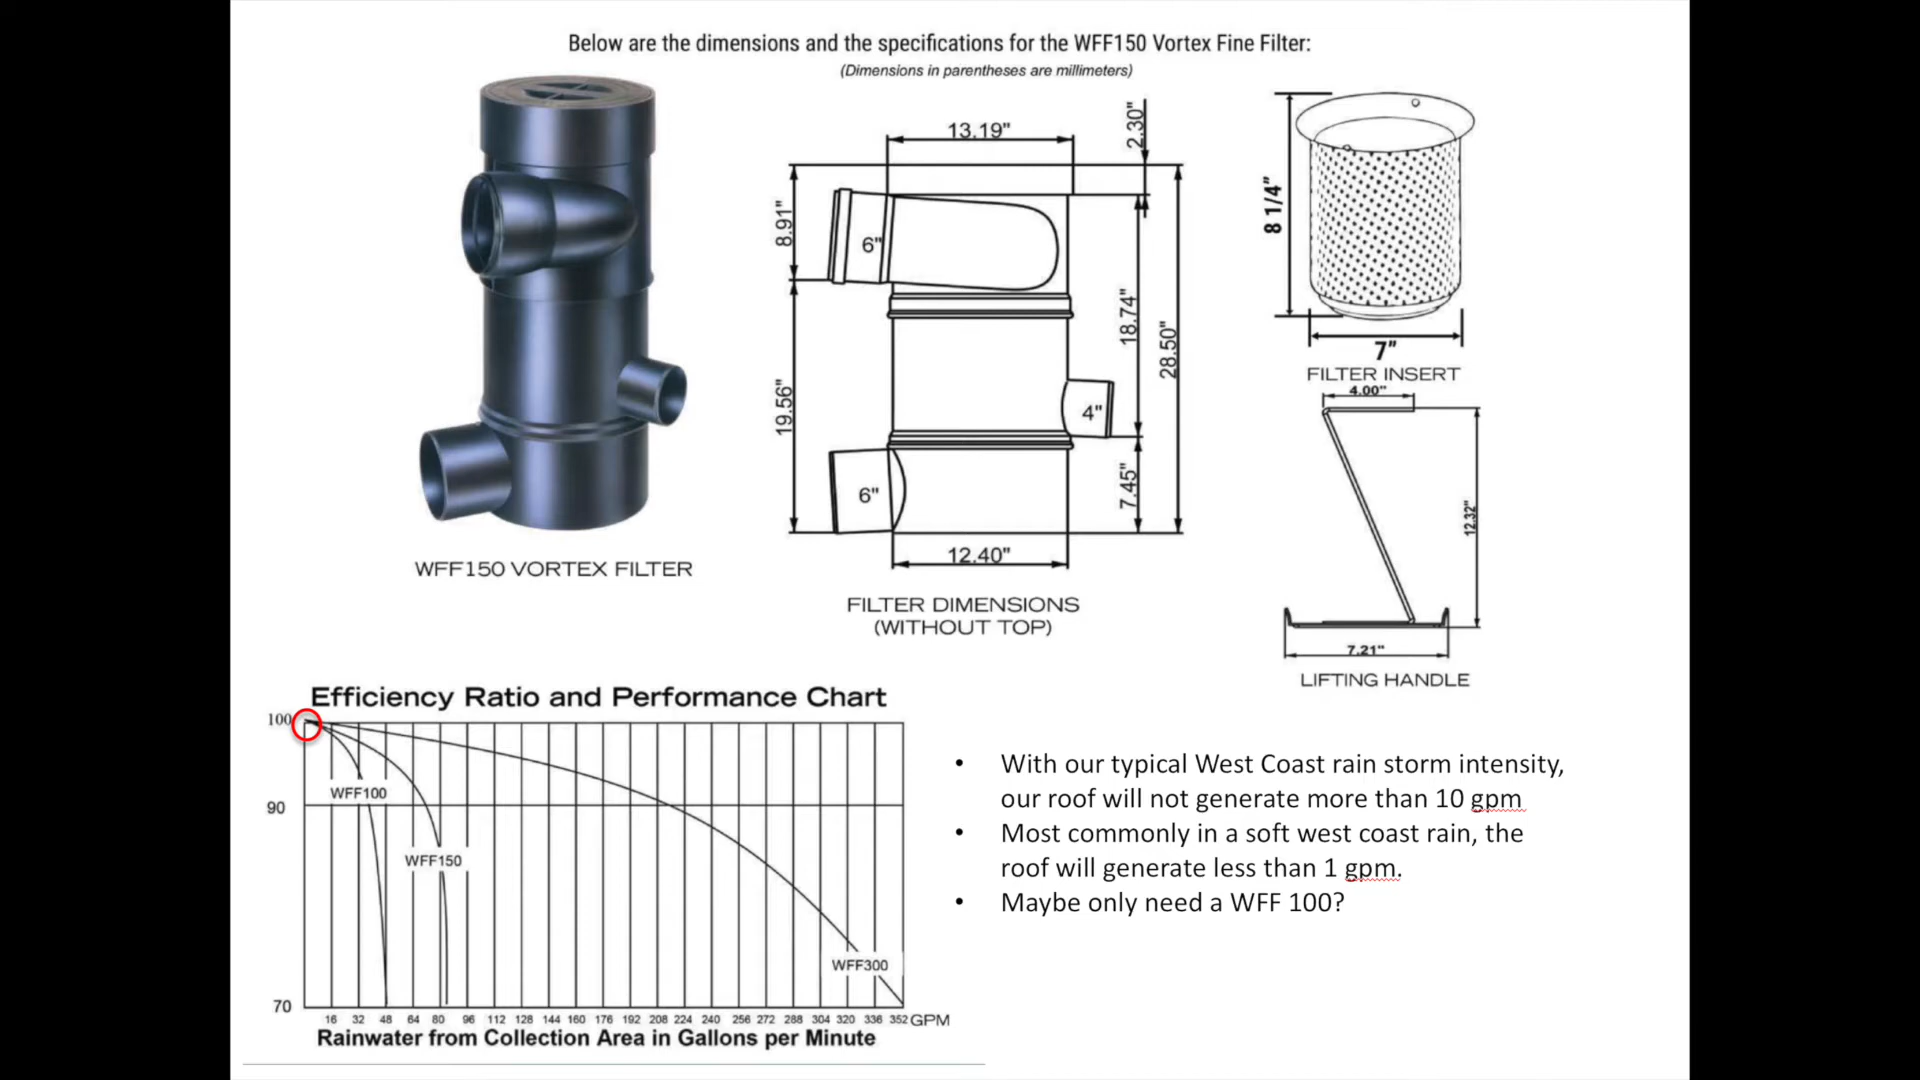 Below are the dimensions and the specifications for the WFF150 Vortex Fine Filter:
(Dimensions in parentheses are millimeters)
13.19"
2.30"
8.91"
6"
18.74"
28.50"
19.56"
4"
6"
7.45"
12.40"
WFF150 VORTEX FILTER
FILTER DIMENSIONS
(WITHOUT TOP)
8 1/4"
7"
FILTER INSERT
4.00"
12.32"
7.21"
LIFTING HANDLE
Efficiency Ratio and Performance Chart
100
90
70
WFF100
WFF150
WFF300
16 32 48 64 80 96 112 128 144 160 176 192 208 224 240 256 272 288 304 320 336 352 GPM
Rainwater from Collection Area in Gallons per Minute
• With our typical West Coast rain storm intensity,
our roof will not generate more than 10 gpm
• Most commonly in a soft west coast rain, the
roof will generate less than 1 gpm.
• Maybe only need a WFF 100?